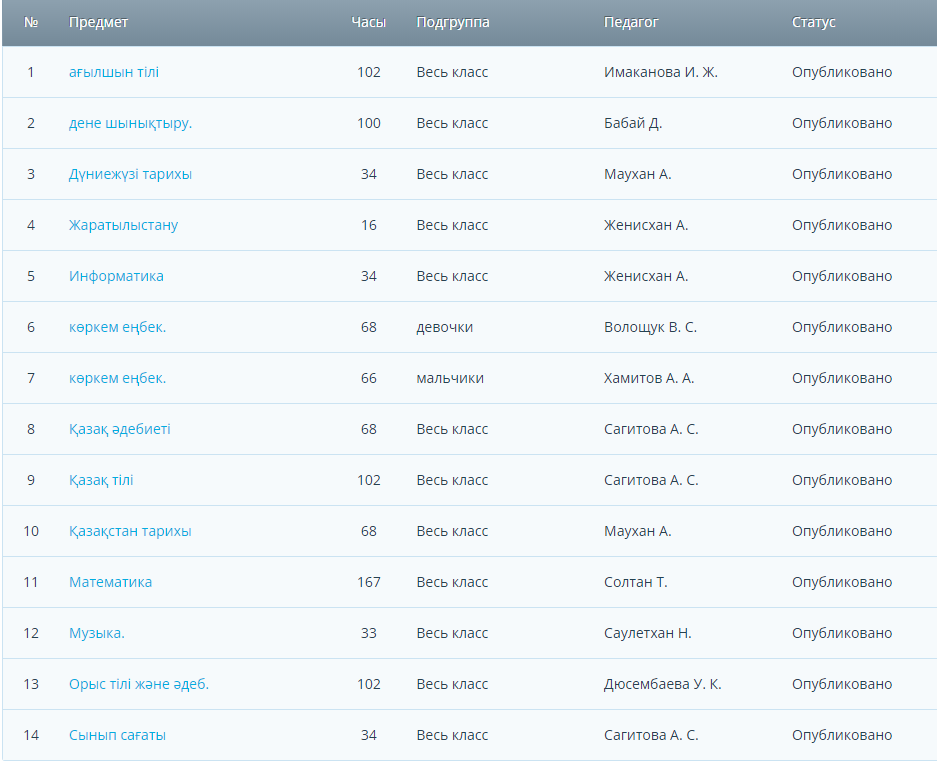 № Предмет Часы Подгруппа Педагог Статус
1 ағылшын тілі 102 Весь класс Имаканова И. Ж. Опубликовано
2 дене шынықтыру. 100 Весь класс Бабай Д. Опубликовано
3 Дүниежүзі тарихы 34 Весь класс Маухан А. Опубликовано
4 Жаратылыстану 16 Весь класс Женисхан А. Опубликовано
5 Информатика 34 Весь класс Женисхан А. Опубликовано
6 көркем еңбек. 68 девочки Волощук В. С. Опубликовано
7 көркем еңбек. 66 мальчики Хамитов А. А. Опубликовано
8 Қазақ әдебиеті 68 Весь класс Сагитова А. С. Опубликовано
9 Қазақ тілі 102 Весь класс Сагитова А. С. Опубликовано
10 Қазақстан тарихы 68 Весь класс Маухан А. Опубликовано
11 Математика 167 Весь класс Солтан Т. Опубликовано
12 Музыка. 33 Весь класс Саулетхан Н. Опубликовано
13 Орыс тілі және әдеб. 102 Весь класс Дюсембаева У. К. Опубликовано
14 Сынып сағаты 34 Весь класс Сагитова А. С. Опубликовано